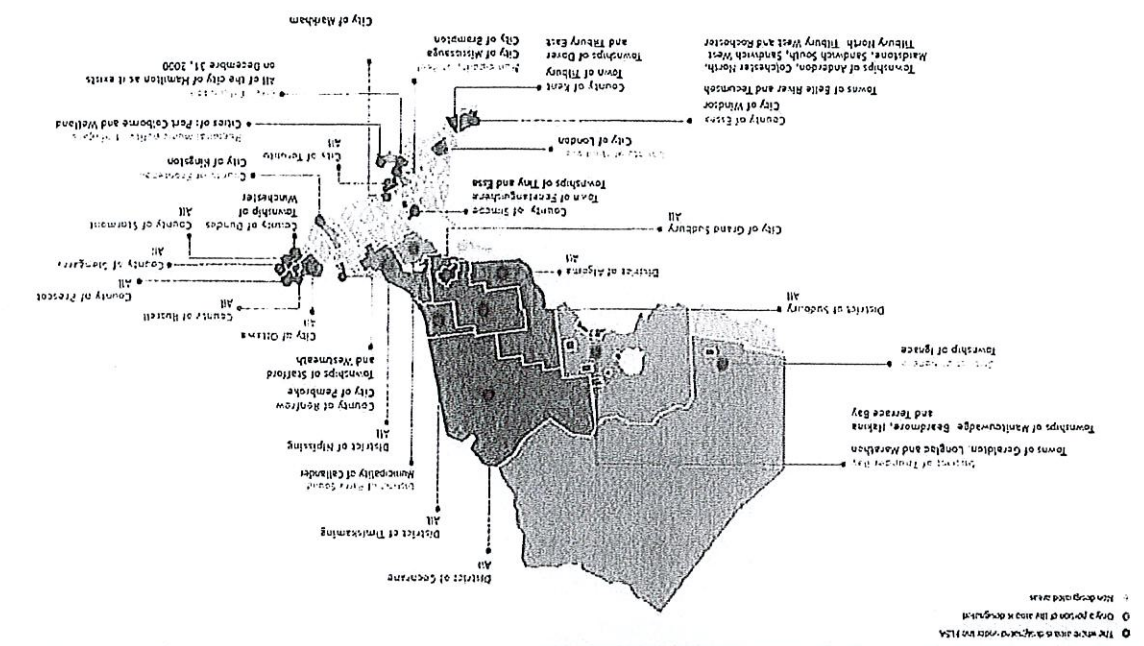 The whole area is designated under the FLSA
Only a portion of the area is designated
Non designated areas
District of Cochrane
All
District of Timiskaming
All
Municipality of Callander
District of Nipissing
All
County of Renfrew
City of Pembroke
Townships of Stafford
and Westmeath
City of Ottawa
All
County of Russell
All
County of Prescot
All
County of Glengarry
All
County of Stormont
All
County of Dundas
Township of
Winchester
City of Kingston
City of Toronto
All
Cities of Port Colborne and Welland
All of the city of Hamilton as it exists
on Decembre 31, 2000
City of Markham
City of Mississauga
City of Brampton
District of Thunder Bay
Towns of Geraldton, Longlac and Marathon
Townships of Manitouwadge, Beardmore, Nakina
and Terrace Bay
Township of Ignace
District of Sudbury
All
District of Algoma
All
City of Grand Sudbury
All
County of Simcoe
Town of Penetanguishene
Townships of Tiny and Essa
City of London
County of Kent
Town of Tilbury
Townships of Dover
and Tilbury East
County of Essex
City of Windsor
Towns of Belle River and Tecumseh
Townships of Anderdon, Colchester North,
Maidstone, Sandwich South, Sandwich West
Tilbury North Tilbury West and Rochester